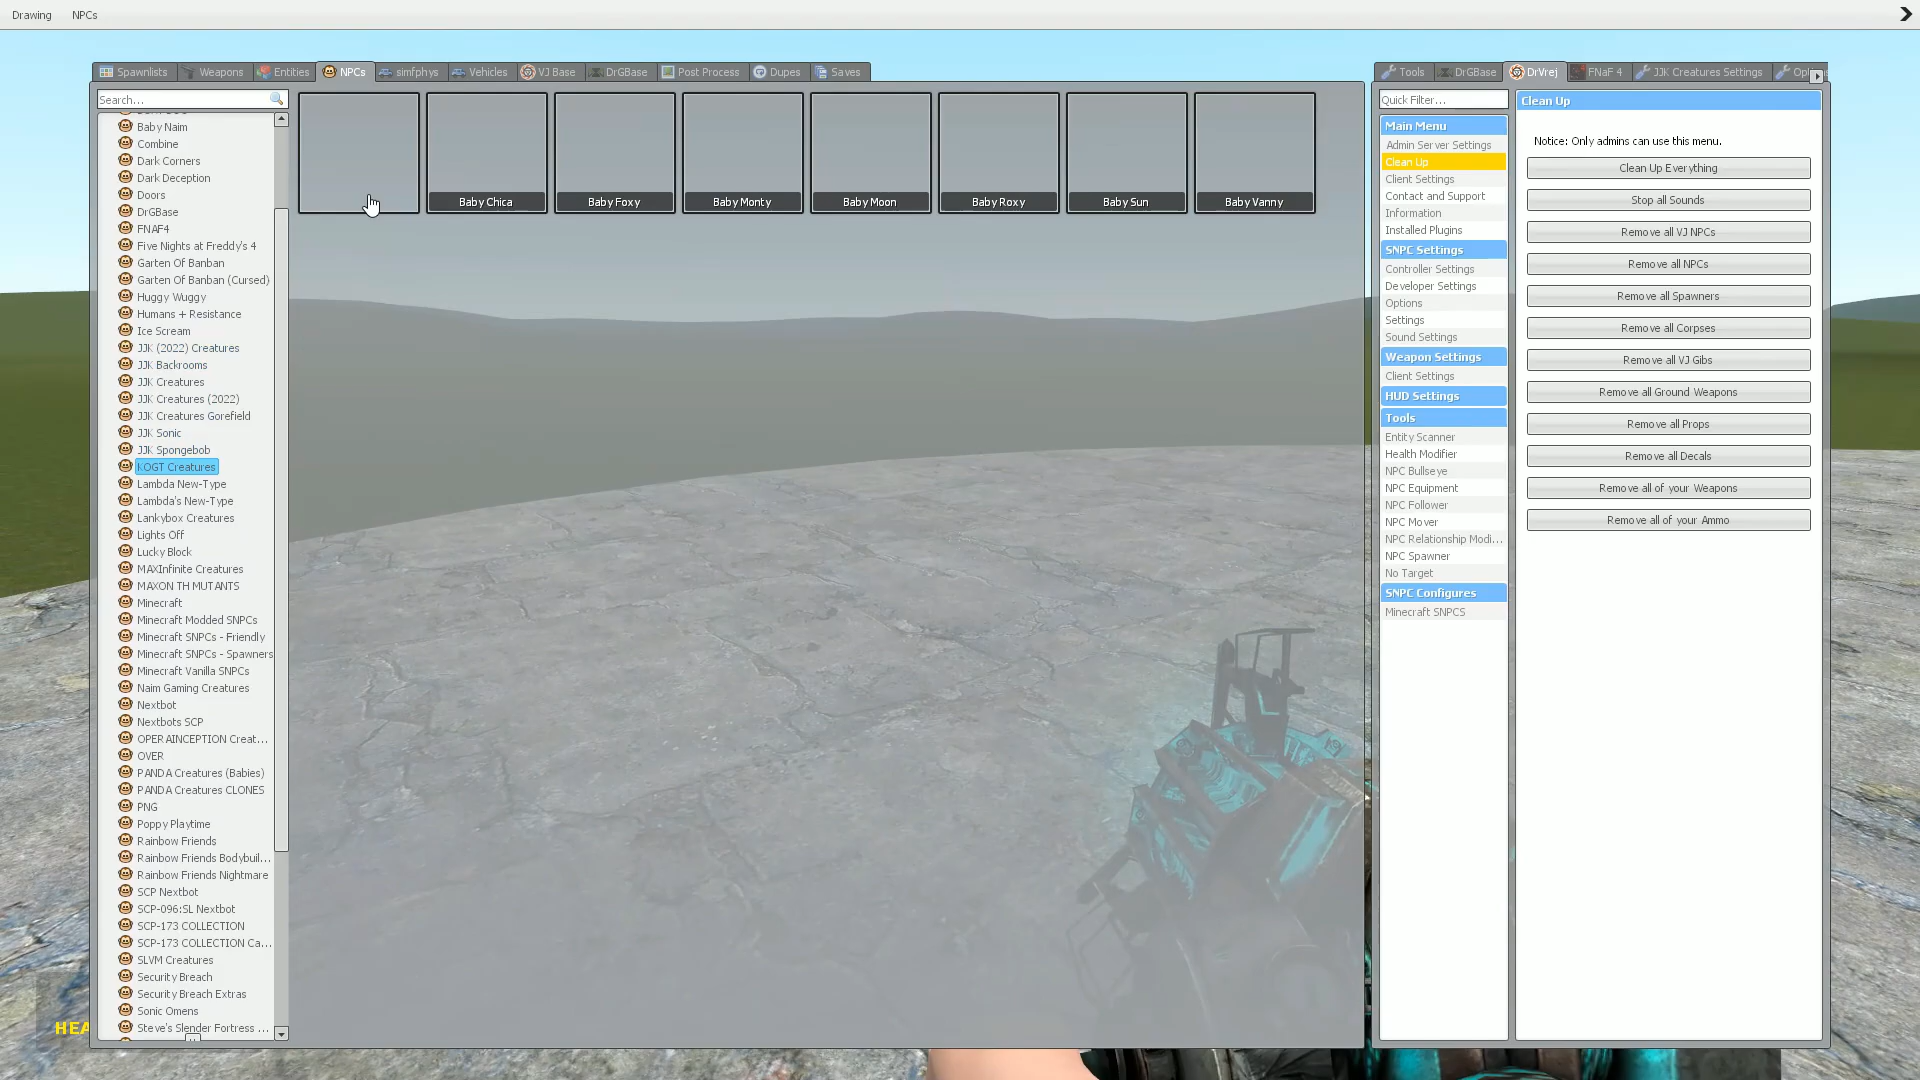 Drawing NPCs
Spawnlists Weapons Entities NPCs simfphys Vehicles VJ Base DrGBase Post Process Dupes Saves
Search...
Baby Naim
Combine
Dark Corners
Dark Deception
Doors
DrGBase
FNAF4
Five Nights at Freddy's 4
Garten Of Banban
Garten Of Banban (Cursed)
Huggy Wuggy
Humans + Resistance
Ice Scream
JJK (2022) Creatures
JJK Backrooms
JJK Creatures
JJK Creatures (2022)
JJK Creatures Gorefield
JJK Sonic
JJK Spongebob
KOGT Creatures
Lambda New-Type
Lambda's New-Type
Lankybox Creatures
Lights Off
Lucky Block
MAXInfinite Creatures
MAXON TH MUTANTS
Minecraft
Minecraft Modded SNPCs
Minecraft SNPCs - Friendly
Minecraft SNPCs - Spawners
Minecraft Vanilla SNPCs
Naim Gaming Creatures
Nextbot
Nextbots SCP
OPERAINCEPTION Creat...
OVER
PANDA Creatures (Babies)
PANDA Creatures CLONES
PNG
Poppy Playtime
Rainbow Friends
Rainbow Friends Bodybuil...
Rainbow Friends Nightmare
SCP Nextbot
SCP-096:SL Nextbot
SCP-173 COLLECTION
SCP-173 COLLECTION Ca...
SLVM Creatures
Security Breach
Security Breach Extras
Sonic Omens
Steve's Slender Fortress ...
Baby Chica Baby Foxy Baby Monty Baby Moon Baby Roxy Baby Sun Baby Vanny
Tools DrGBase DrVrej FNaF 4 JJK Creatures Settings
Quick Filter...
Main Menu
Admin Server Settings
Clean Up
Client Settings
Contact and Support
Information
Installed Plugins
SNPC Settings
Controller Settings
Developer Settings
Options
Settings
Sound Settings
Weapon Settings
Client Settings
HUD Settings
Tools
Entity Scanner
Health Modifier
NPC Bullseye
NPC Equipment
NPC Follower
NPC Mover
NPC Relationship Modi...
NPC Spawner
No Target
SNPC Configures
Minecraft SNPCS
Clean Up
Notice: Only admins can use this menu.
Clean Up Everything
Stop all Sounds
Remove all VJ NPCs
Remove all NPCs
Remove all Spawners
Remove all Corpses
Remove all VJ Gibs
Remove all Ground Weapons
Remove all Props
Remove all Decals
Remove all of your Weapons
Remove all of your Ammo
HEA